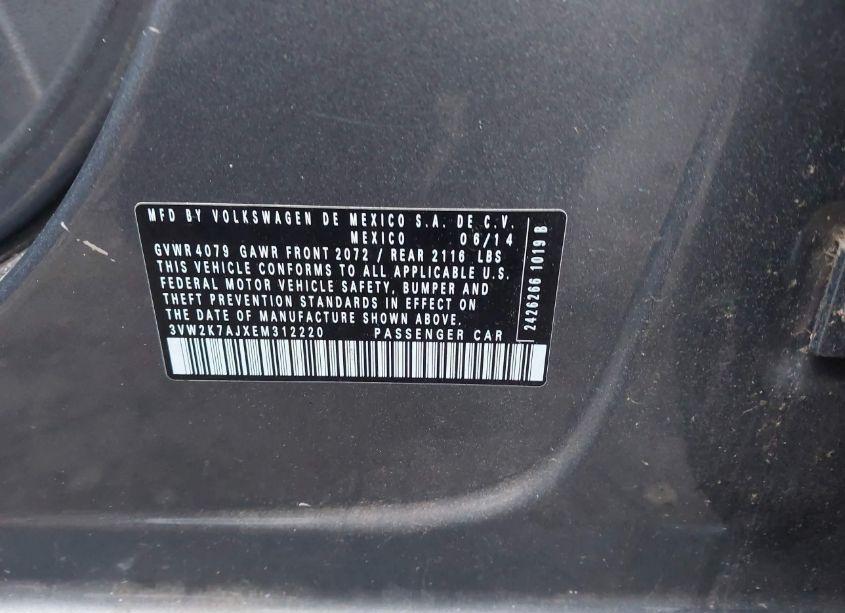 MFD BY VOLKSWAGEN DE MEXICO S.A. DE C.V.
MEXICO 06/14
GVWR 4079 GAWR FRONT 2072 / REAR 2116 LBS
THIS VEHICLE CONFORMS TO ALL APPLICABLE U.S.
FEDERAL MOTOR VEHICLE SAFETY, BUMPER AND
THEFT PREVENTION STANDARDS IN EFFECT ON
THE DATE OF MANUFACTURE SHOWN ABOVE.
3VW2K7AJXEM312220 PASSENGER CAR
2426266 1019 B